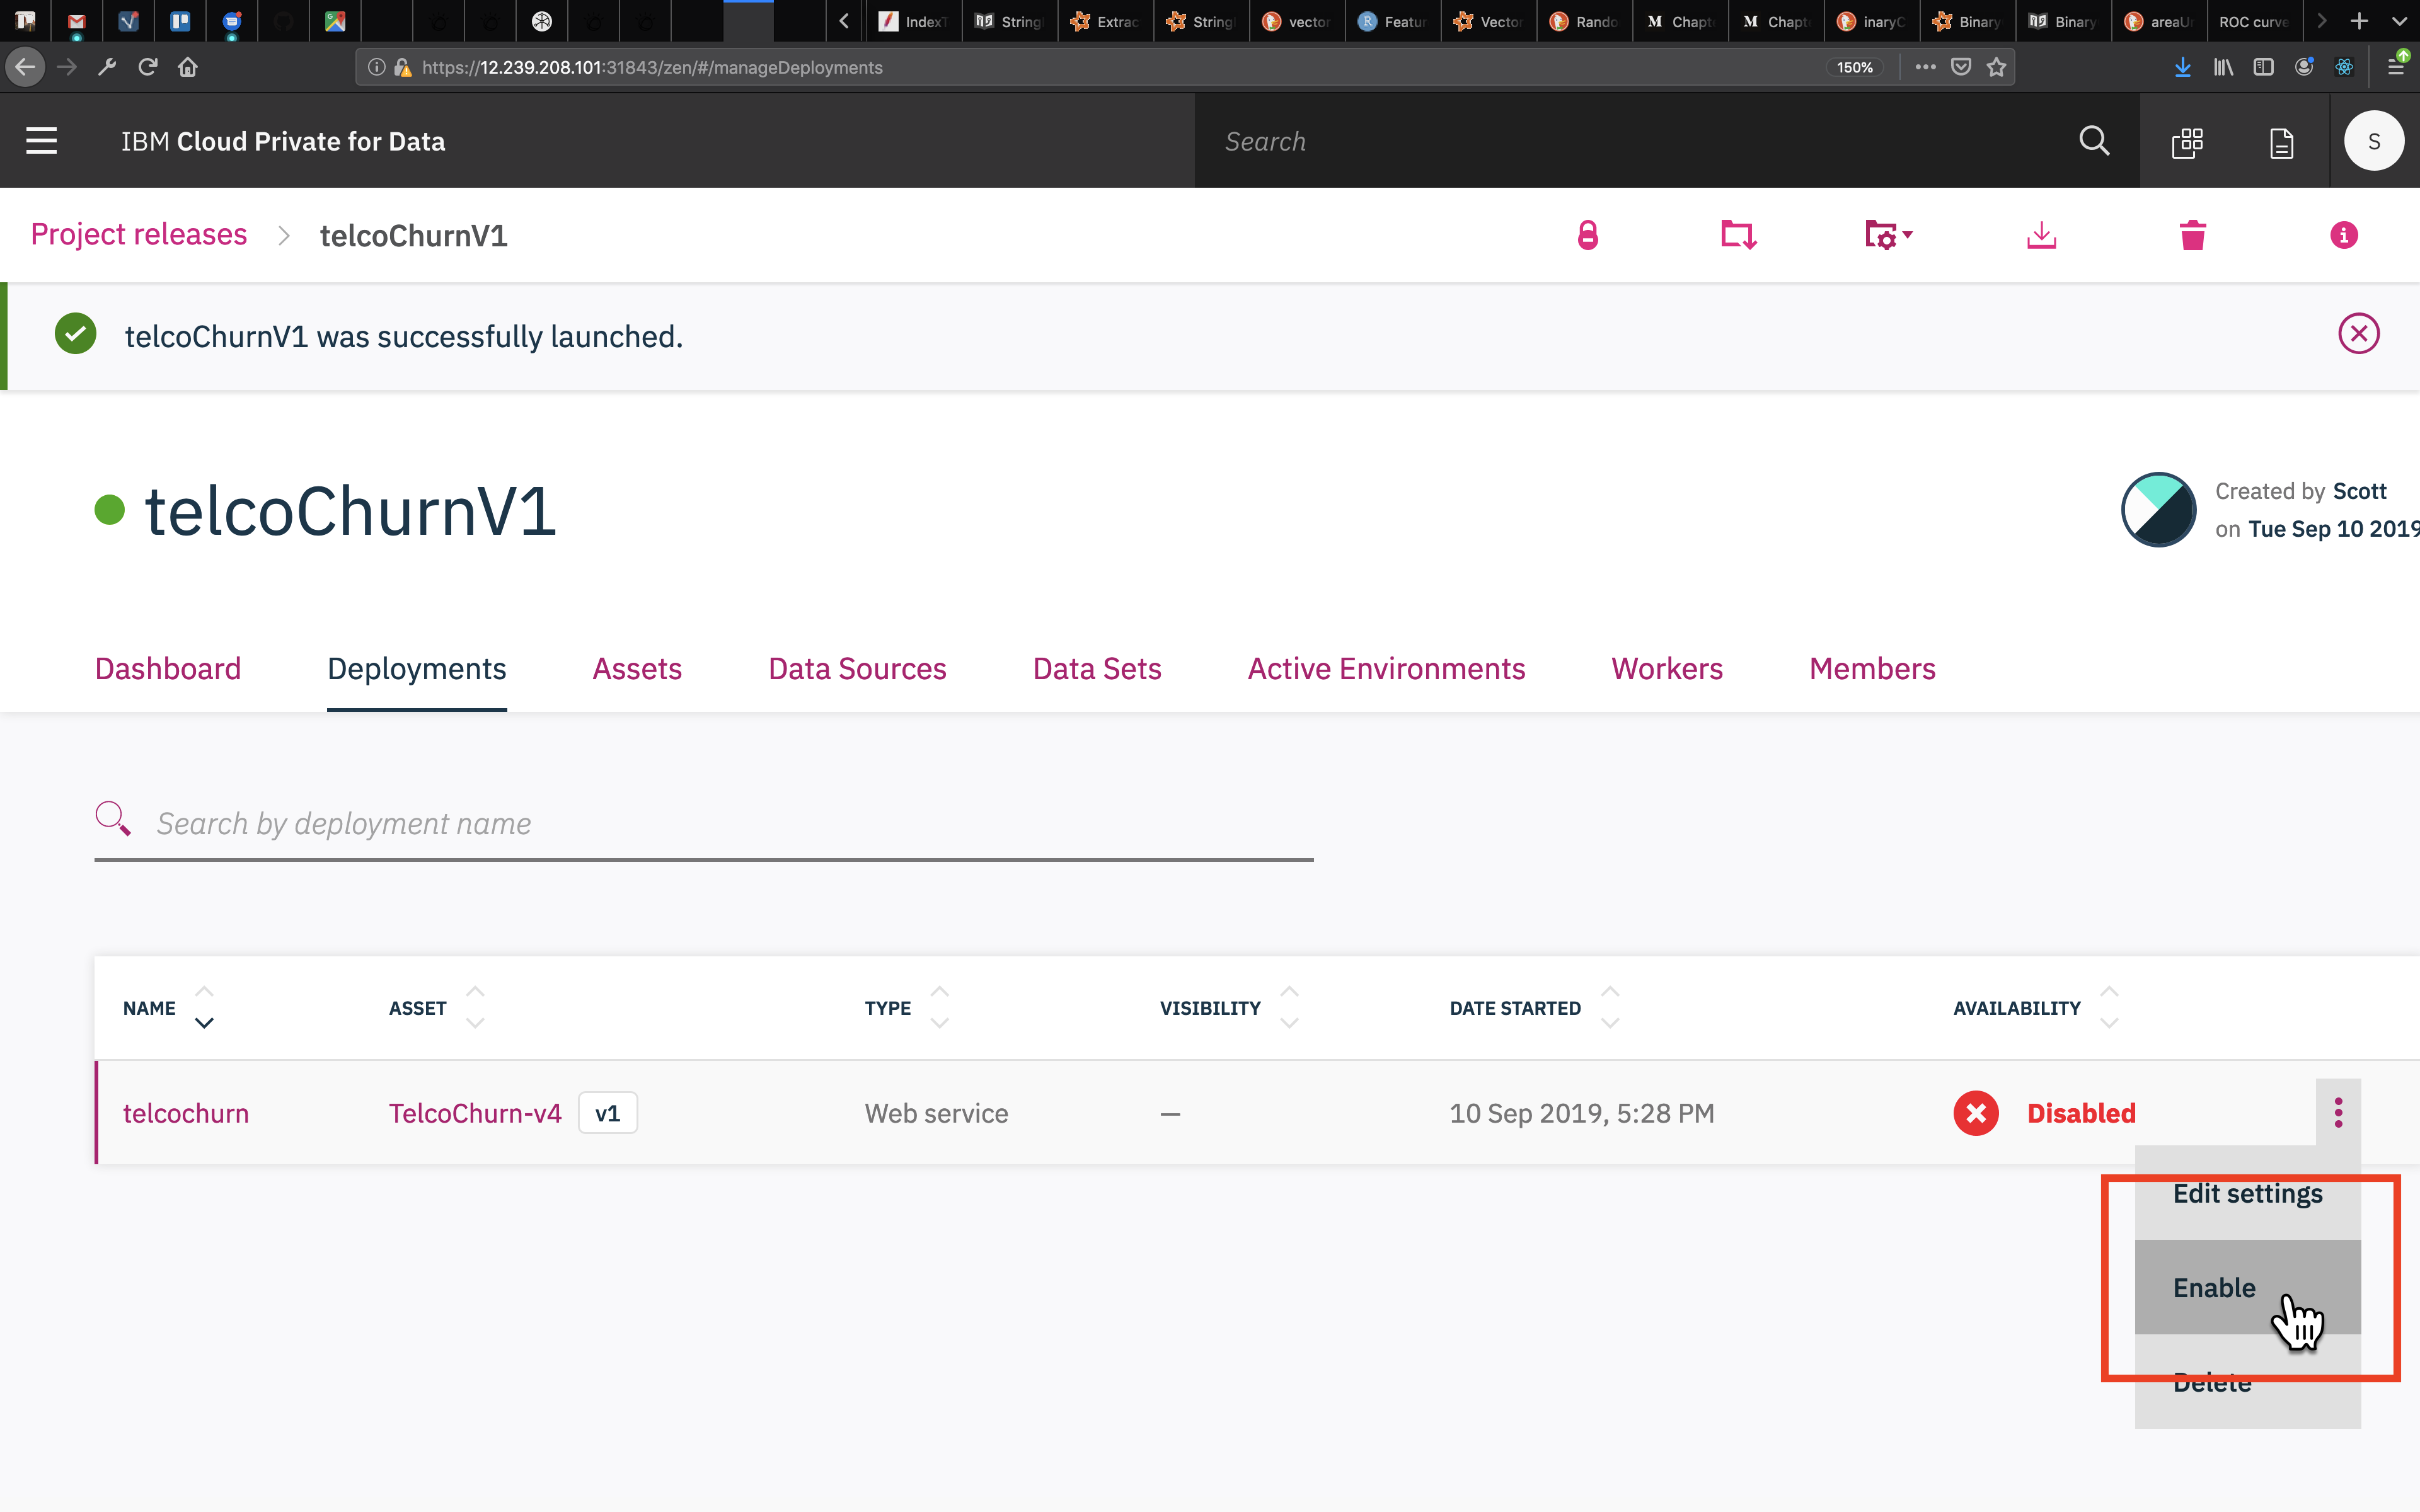 IndexT
String
Extrac
String
vector
Featur
Vector
Rando
M Chapt
M Chapt
inaryC
Binary
Binary
areaUn
ROC curve
https://12.239.208.101:31843/zen/#/manageDeployments
150%
IBM Cloud Private for Data
Search
S
Project releases
telcoChurnV1
telcoChurnV1 was successfully launched.
telcoChurnV1
Created by Scott
on Tue Sep 10 2019
Dashboard
Deployments
Assets
Data Sources
Data Sets
Active Environments
Workers
Members
Search by deployment name
NAME
ASSET
TYPE
VISIBILITY
DATE STARTED
AVAILABILITY
telcochurn
TelcoChurn-v4
v1
Web service
—
10 Sep 2019, 5:28 PM
Disabled
Edit settings
Enable
Delete